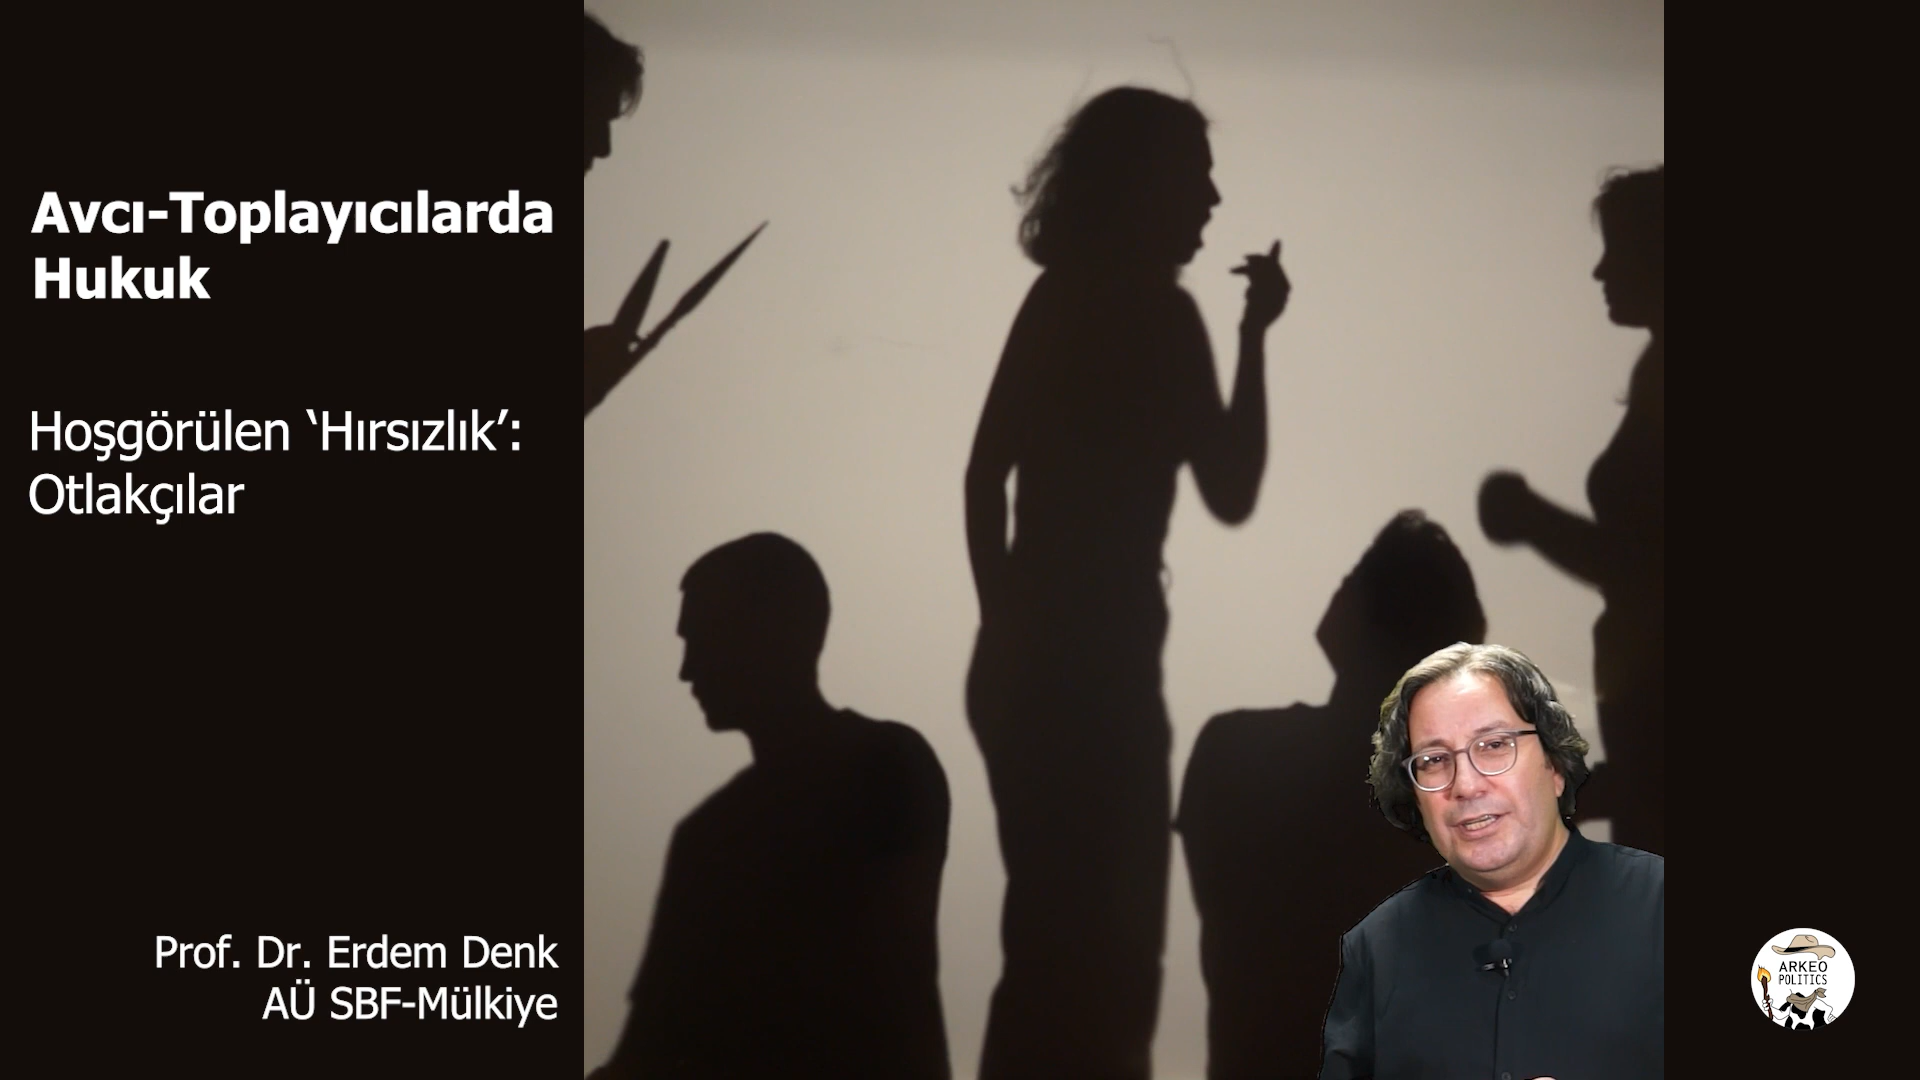 Avcı-Toplayıcılarda
Hukuk
Hoşgörülen ‘Hırsızlık’:
Otlakçılar
Prof. Dr. Erdem Denk
AÜ SBF-Mülkiye
ARKEO
POLITICS